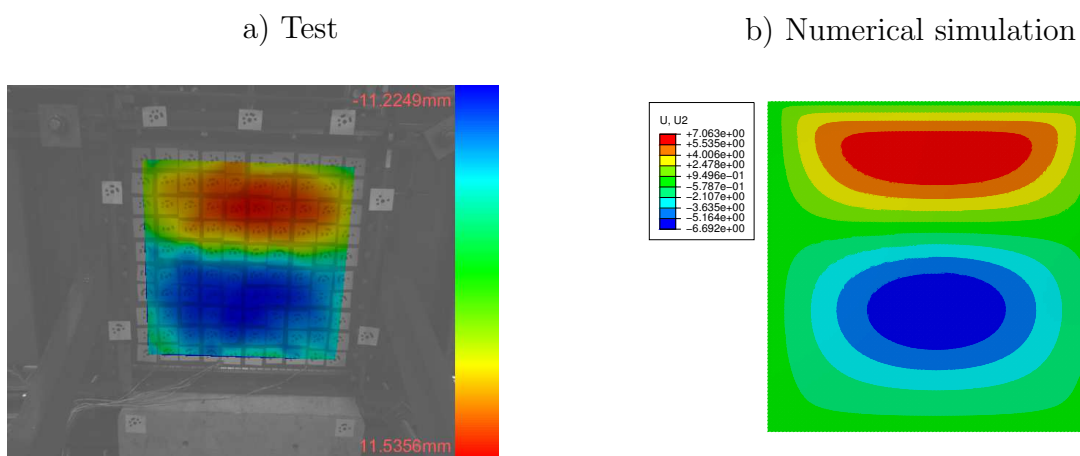 a) Test
b) Numerical simulation
-11.2249mm
11.5356mm
U, U2
+7.063e+00
+5.535e+00
+4.006e+00
+2.478e+00
+9.496e-01
-5.787e-01
-2.107e+00
-3.635e+00
-5.164e+00
-6.692e+00